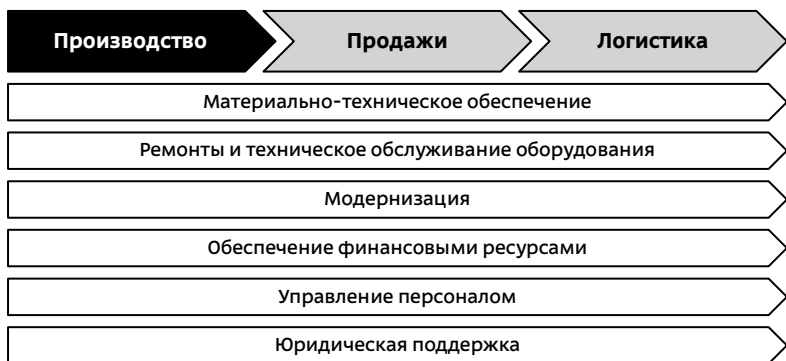 Производство
Продажи
Логистика
Материально-техническое обеспечение
Ремонты и техническое обслуживание оборудования
Модернизация
Обеспечение финансовыми ресурсами
Управление персоналом
Юридическая поддержка